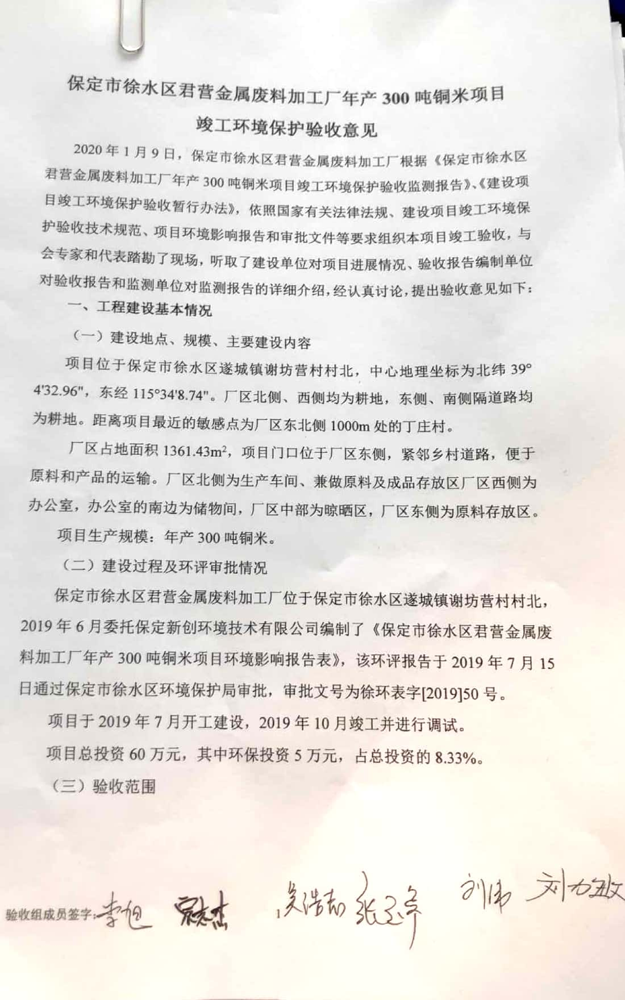 保定市徐水区君营金属废料加工厂年产 300 吨铜米项目
竣工环境保护验收意见
2020 年 1 月 9 日，保定市徐水区君营金属废料加工厂根据《保定市徐水区
君营金属废料加工厂年产 300 吨铜米项目竣工环境保护验收监测报告》、《建设项
目竣工环境保护验收暂行办法》，依照国家有关法律法规、建设项目竣工环境保
护验收技术规范、项目环境影响报告和审批文件等要求组织本项目竣工验收，与
会专家和代表踏勘了现场，听取了建设单位对项目进展情况、验收报告编制单位
对验收报告和监测单位对监测报告的详细介绍，经认真讨论，提出验收意见如下：
一、工程建设基本情况
（一）建设地点、规模、主要建设内容
项目位于保定市徐水区遂城镇谢坊营村村北，中心地理坐标为北纬 39°
4'32.96"，东经 115°34'8.74"。厂区北侧、西侧均为耕地，东侧、南侧隔道路均
为耕地。距离项目最近的敏感点为厂区东北侧 1000m 处的丁庄村。
厂区占地面积 1361.43m²，项目门口位于厂区东侧，紧邻乡村道路，便于
原料和产品的运输。厂区北侧为生产车间、兼做原料及成品存放区厂区西侧为
办公室，办公室的南边为储物间，厂区中部为晾晒区，厂区东侧为原料存放区。
项目生产规模：年产 300 吨铜米。
（二）建设过程及环评审批情况
保定市徐水区君营金属废料加工厂位于保定市徐水区遂城镇谢坊营村村北，
2019 年 6 月委托保定新创环境技术有限公司编制了《保定市徐水区君营金属废
料加工厂年产 300 吨铜米项目环境影响报告表》，该环评报告于 2019 年 7 月 15
日通过保定市徐水区环境保护局审批，审批文号为徐环表字[2019]50 号。
项目于 2019 年 7 月开工建设，2019 年 10 月竣工并进行调试。
项目总投资 60 万元，其中环保投资 5 万元，占总投资的 8.33%。
（三）验收范围
验收组成员签字：李旭 刘伟 刘力敏